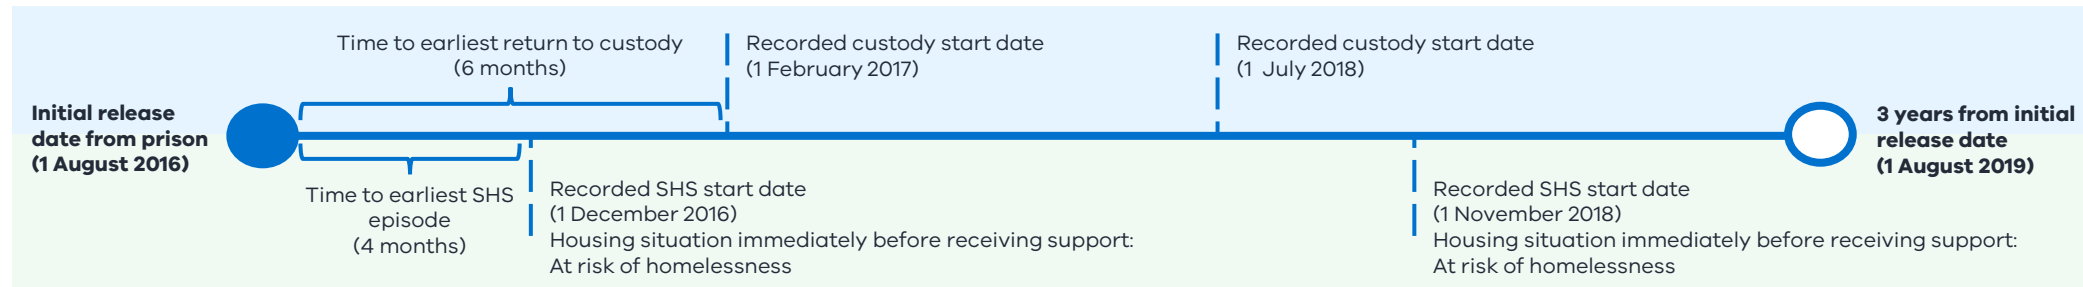 Time to earliest return to custody
(6 months)
Recorded custody start date
(1 February 2017)
Recorded custody start date
(1  July 2018)
Initial release
date from prison
(1 August 2016)
3 years from initial
release date
(1 August 2019)
Time to earliest SHS
episode
(4 months)
Recorded SHS start date
(1 December 2016)
Housing situation immediately before receiving support:
At risk of homelessness
Recorded SHS start date
(1 November 2018)
Housing situation immediately before receiving support:
At risk of homelessness